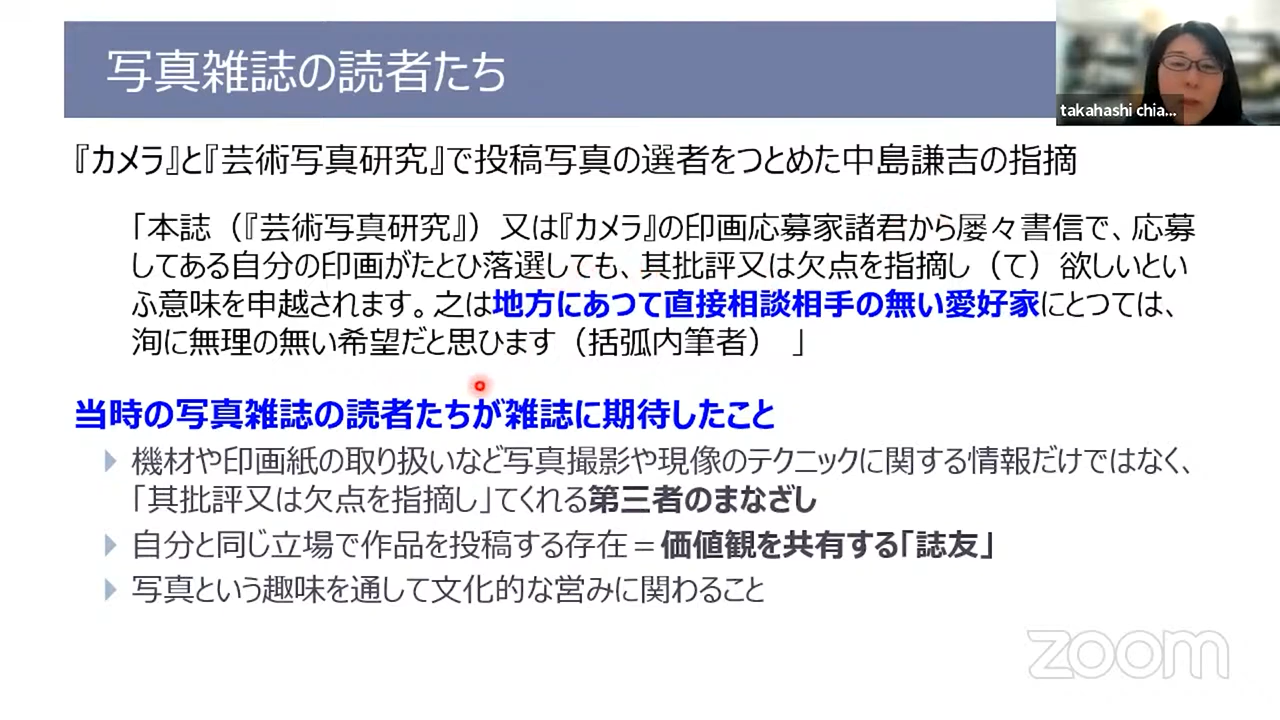 写真雑誌の読者たち
takahashi chia...
『カメラ』と『芸術写真研究』で投稿写真の選者をつとめた中島謙吉の指摘
「本誌（『芸術写真研究』）又は『カメラ』の印画応募家諸君から屡々書信で、応募
してある自分の印画がたとひ落選しても、其批評又は欠点を指摘し（て）欲しいとい
ふ意味を申越されます。之は地方にあつて直接相談相手の無い愛好家にとつては、
洵に無理の無い希望だと思ひます（括弧内筆者） 」
当時の写真雑誌の読者たちが雑誌に期待したこと
機材や印画紙の取り扱いなど写真撮影や現像のテクニックに関する情報だけではなく、
「其批評又は欠点を指摘し」てくれる第三者のまなざし
自分と同じ立場で作品を投稿する存在＝価値観を共有する「誌友」
写真という趣味を通して文化的な営みに関わること
zoom